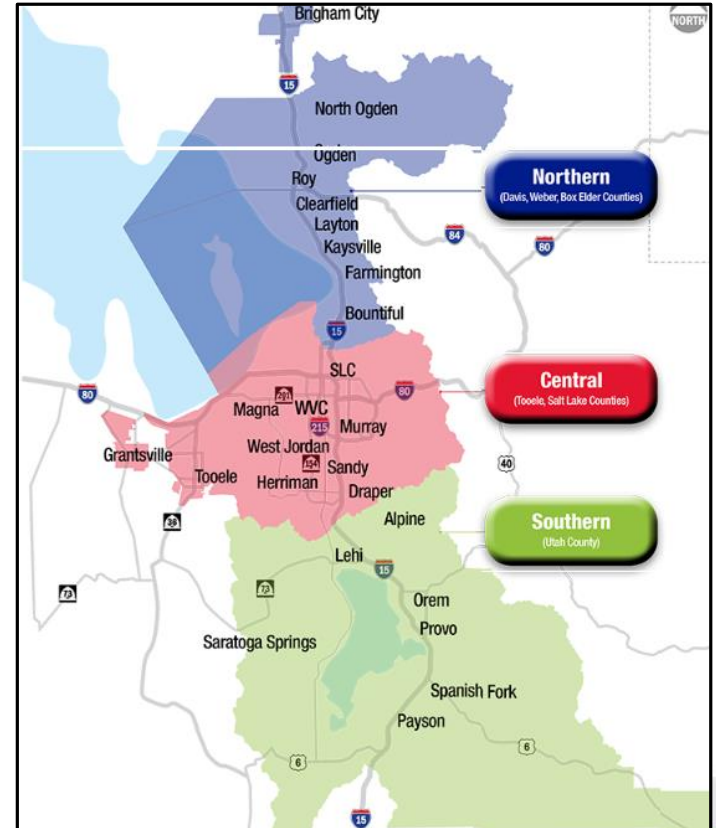 Brigham City
NORTH
15
North Ogden
Ogden
Northern
(Davis, Weber, Box Elder Counties)
Roy
Clearfield
Layton
84
80
Kaysville
Farmington
Bountiful
15
SLC
Central
(Tooele, Salt Lake Counties)
80
80
201
Magna
WVC
215
Murray
West Jordan
Grantsville
154
Sandy
40
Tooele
Herriman
Draper
36
Alpine
Southern
(Utah County)
Lehi
15
73
73
Orem
Provo
Saratoga Springs
Spanish Fork
Payson
6
6
15